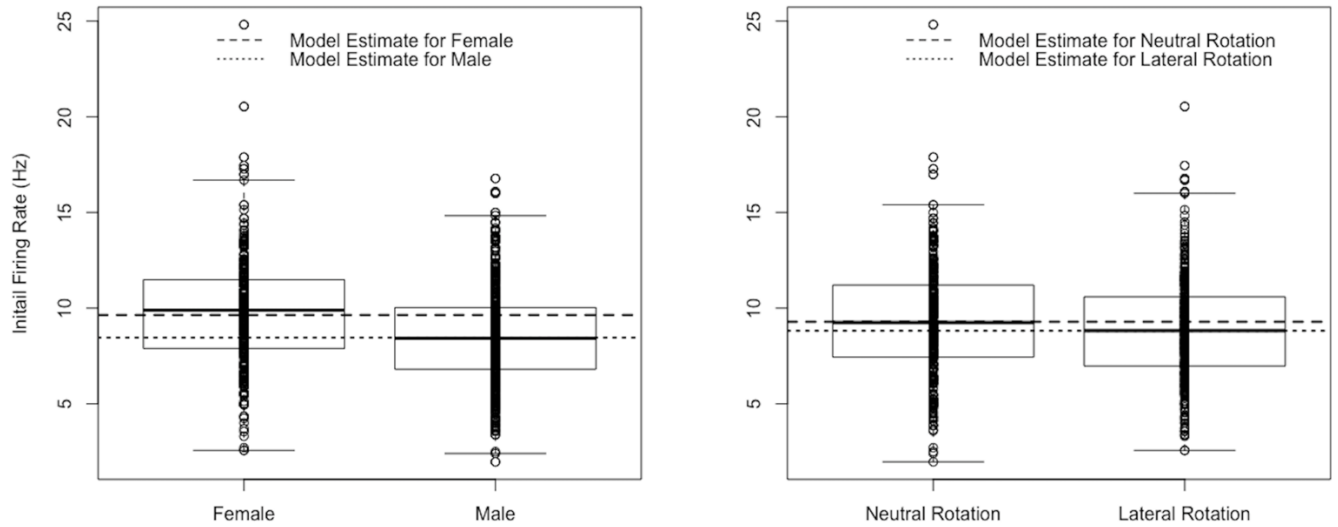 25
20
15
10
5
Initail Firing Rate (Hz)
Model Estimate for Female
Model Estimate for Male
Female
Male
25
20
15
10
5
Model Estimate for Neutral Rotation
Model Estimate for Lateral Rotation
Neutral Rotation
Lateral Rotation